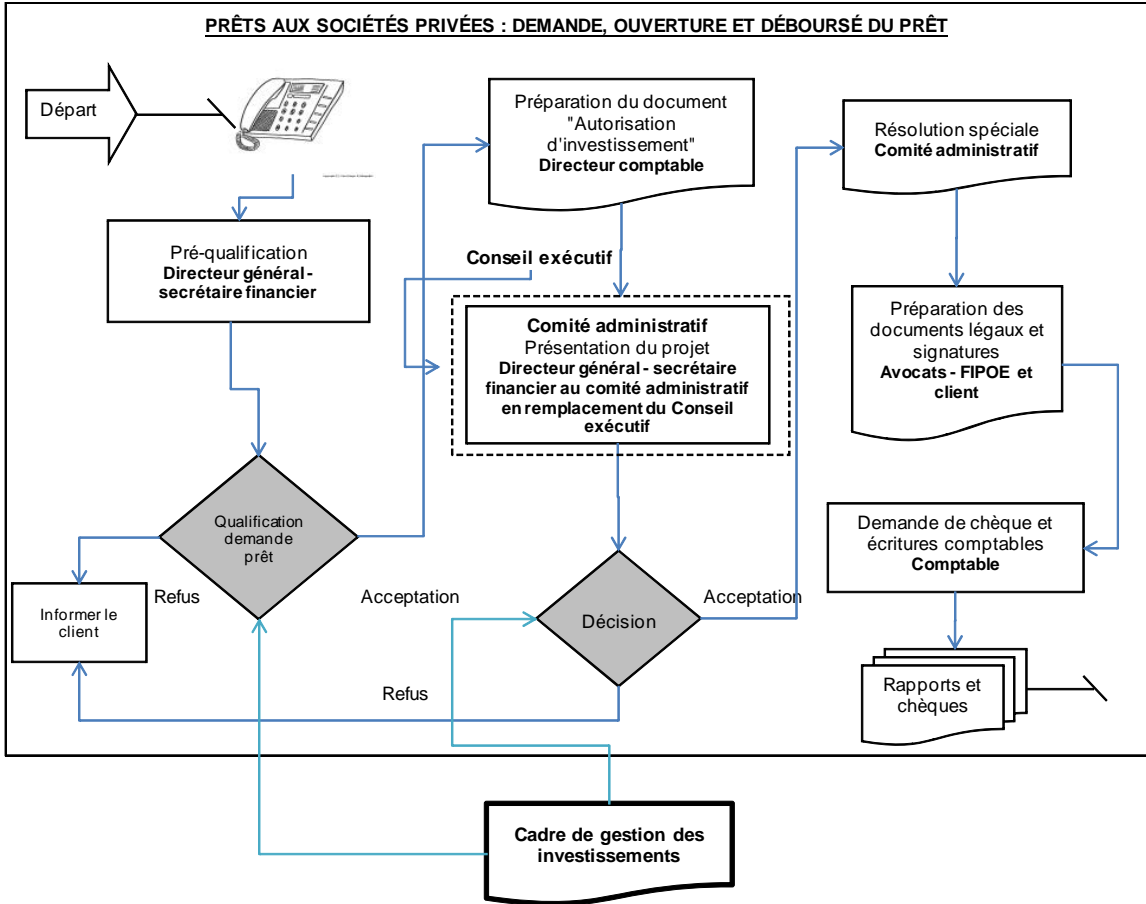 PRÊTS AUX SOCIÉTÉS PRIVÉES : DEMANDE, OUVERTURE ET DÉBOURSÉ DU PRÊT
Départ
Pré-qualification
Directeur général -
secrétaire financier
Qualification
demande
prêt
Refus
Informer le
client
Acceptation
Préparation du document
"Autorisation
d'investissement"
Directeur comptable
Conseil exécutif
Comité administratif
Présentation du projet
Directeur général - secrétaire
financier au comité administratif
en remplacement du Conseil
exécutif
Décision
Refus
Acceptation
Résolution spéciale
Comité administratif
Préparation des
documents légaux et
signatures
Avocats - FIPOE et
client
Demande de chèque et
écritures comptables
Comptable
Rapports et
chèques
Cadre de gestion des
investissements